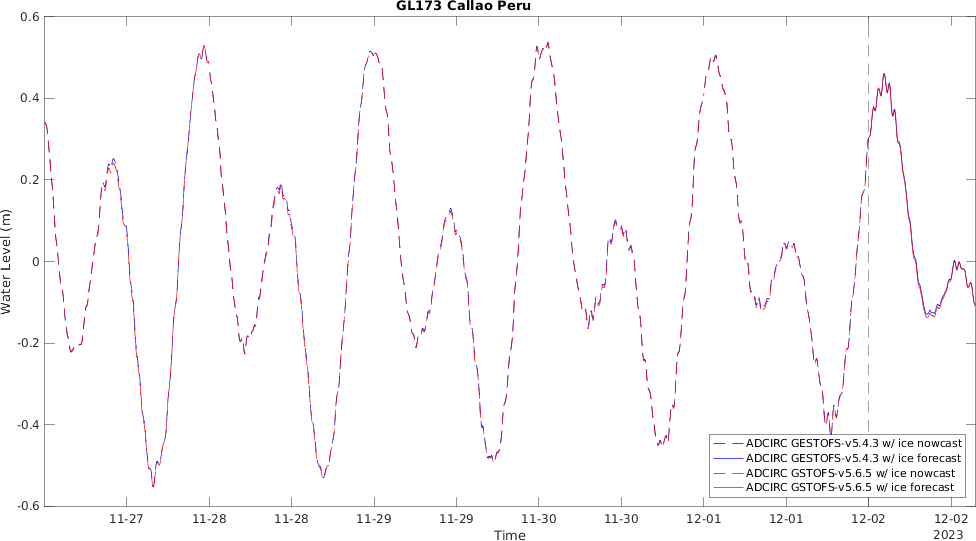 GL173 Callao Peru
0.6
0.4
0.2
0
-0.2
-0.4
-0.6
Water Level (m)
ADCIRC GESTOFS-v5.4.3 w/ ice nowcast
ADCIRC GESTOFS-v5.4.3 w/ ice forecast
ADCIRC GSTOFS-v5.6.5 w/ ice nowcast
ADCIRC GSTOFS-v5.6.5 w/ ice forecast
11-27 11-28 11-28 11-29 11-29 11-30 11-30 12-01 12-01 12-02 12-02
Time 2023